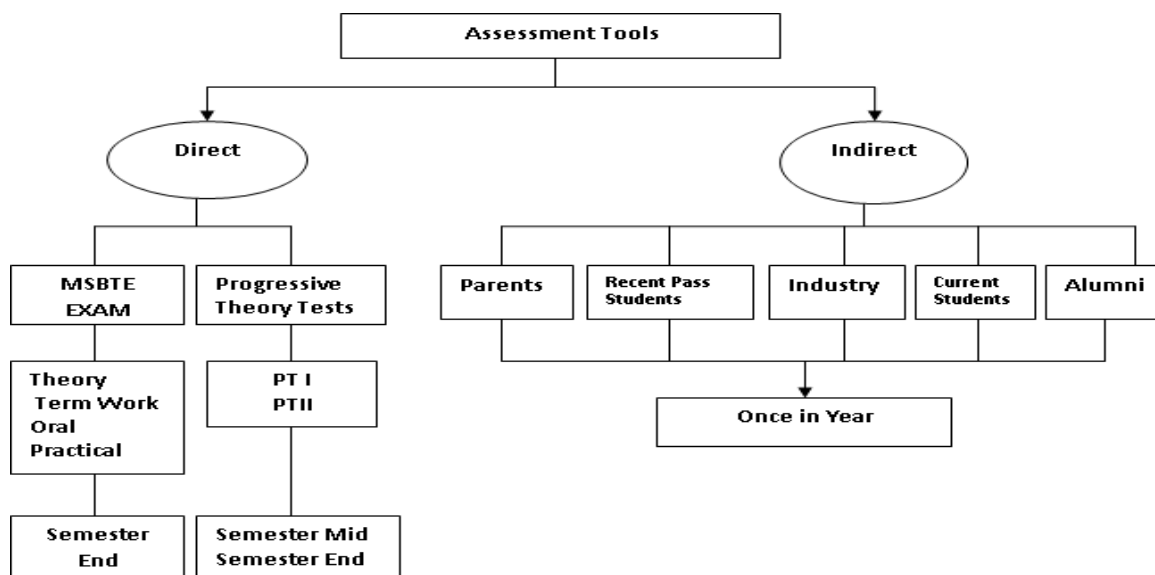 Assessment Tools
Direct
Indirect
MSBTE
EXAM
Progressive
Theory Tests
Parents
Recent Pass
Students
Industry
Current
Students
Alumni
Theory
Term Work
Oral
Practical
PT I
PTII
Once in Year
Semester
End
Semester Mid
Semester End